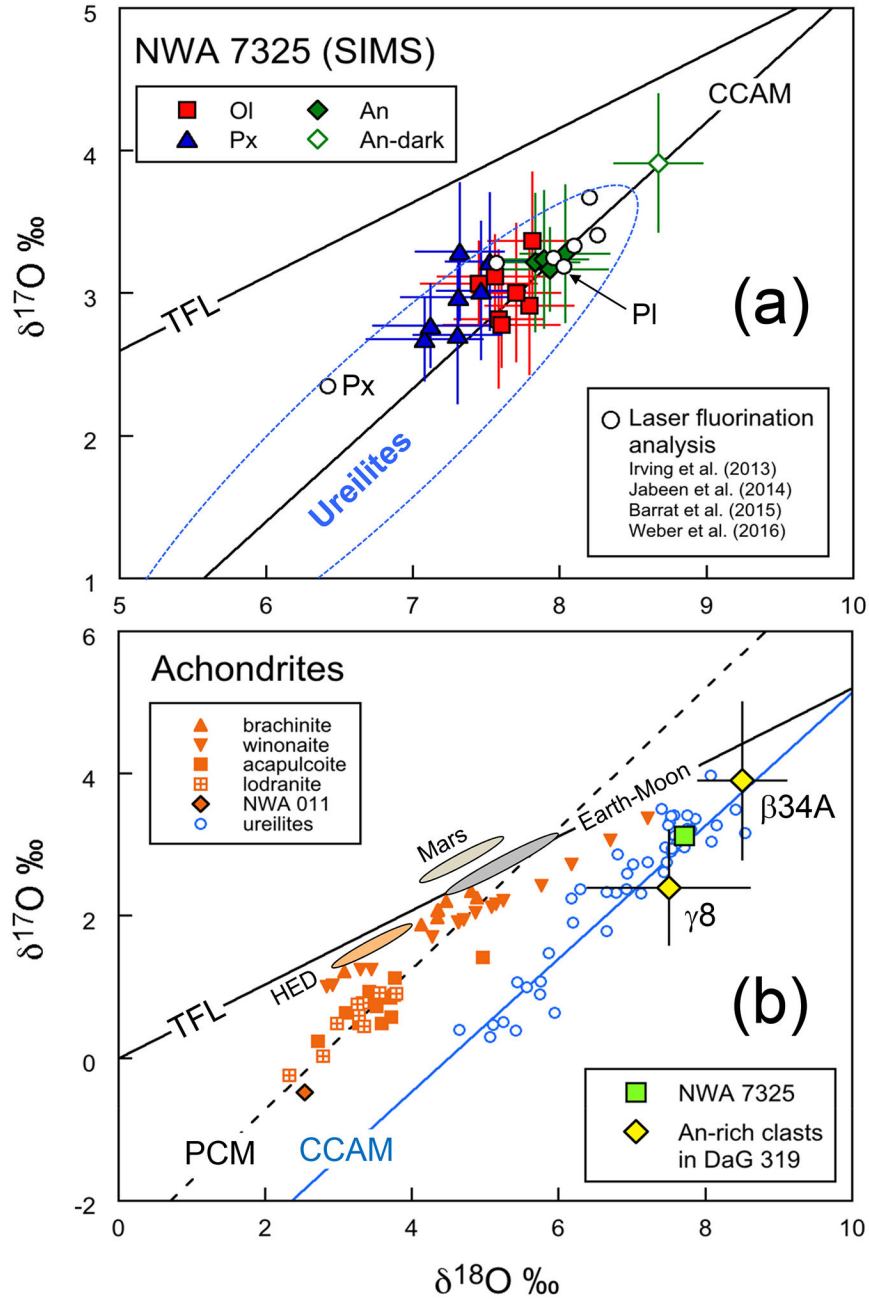 NWA 7325 (SIMS)
Ol
An
Px
An-dark
CCAM
TFL
Pl
(a)
Px
Ureilites
Laser fluorination
analysis
Irving et al. (2013)
Jabeen et al. (2014)
Barrat et al. (2015)
Weber et al. (2016)
δ17O ‰
5
4
3
2
1
5
6
7
8
9
10
Achondrites
brachinite
winonaite
acapulcoite
lodranite
NWA 011
ureilites
Earth-Moon
Mars
β34A
γ8
HED
TFL
(b)
PCM
CCAM
NWA 7325
An-rich clasts
in DaG 319
δ17O ‰
6
4
2
0
-2
0
2
4
6
8
10
δ18O ‰